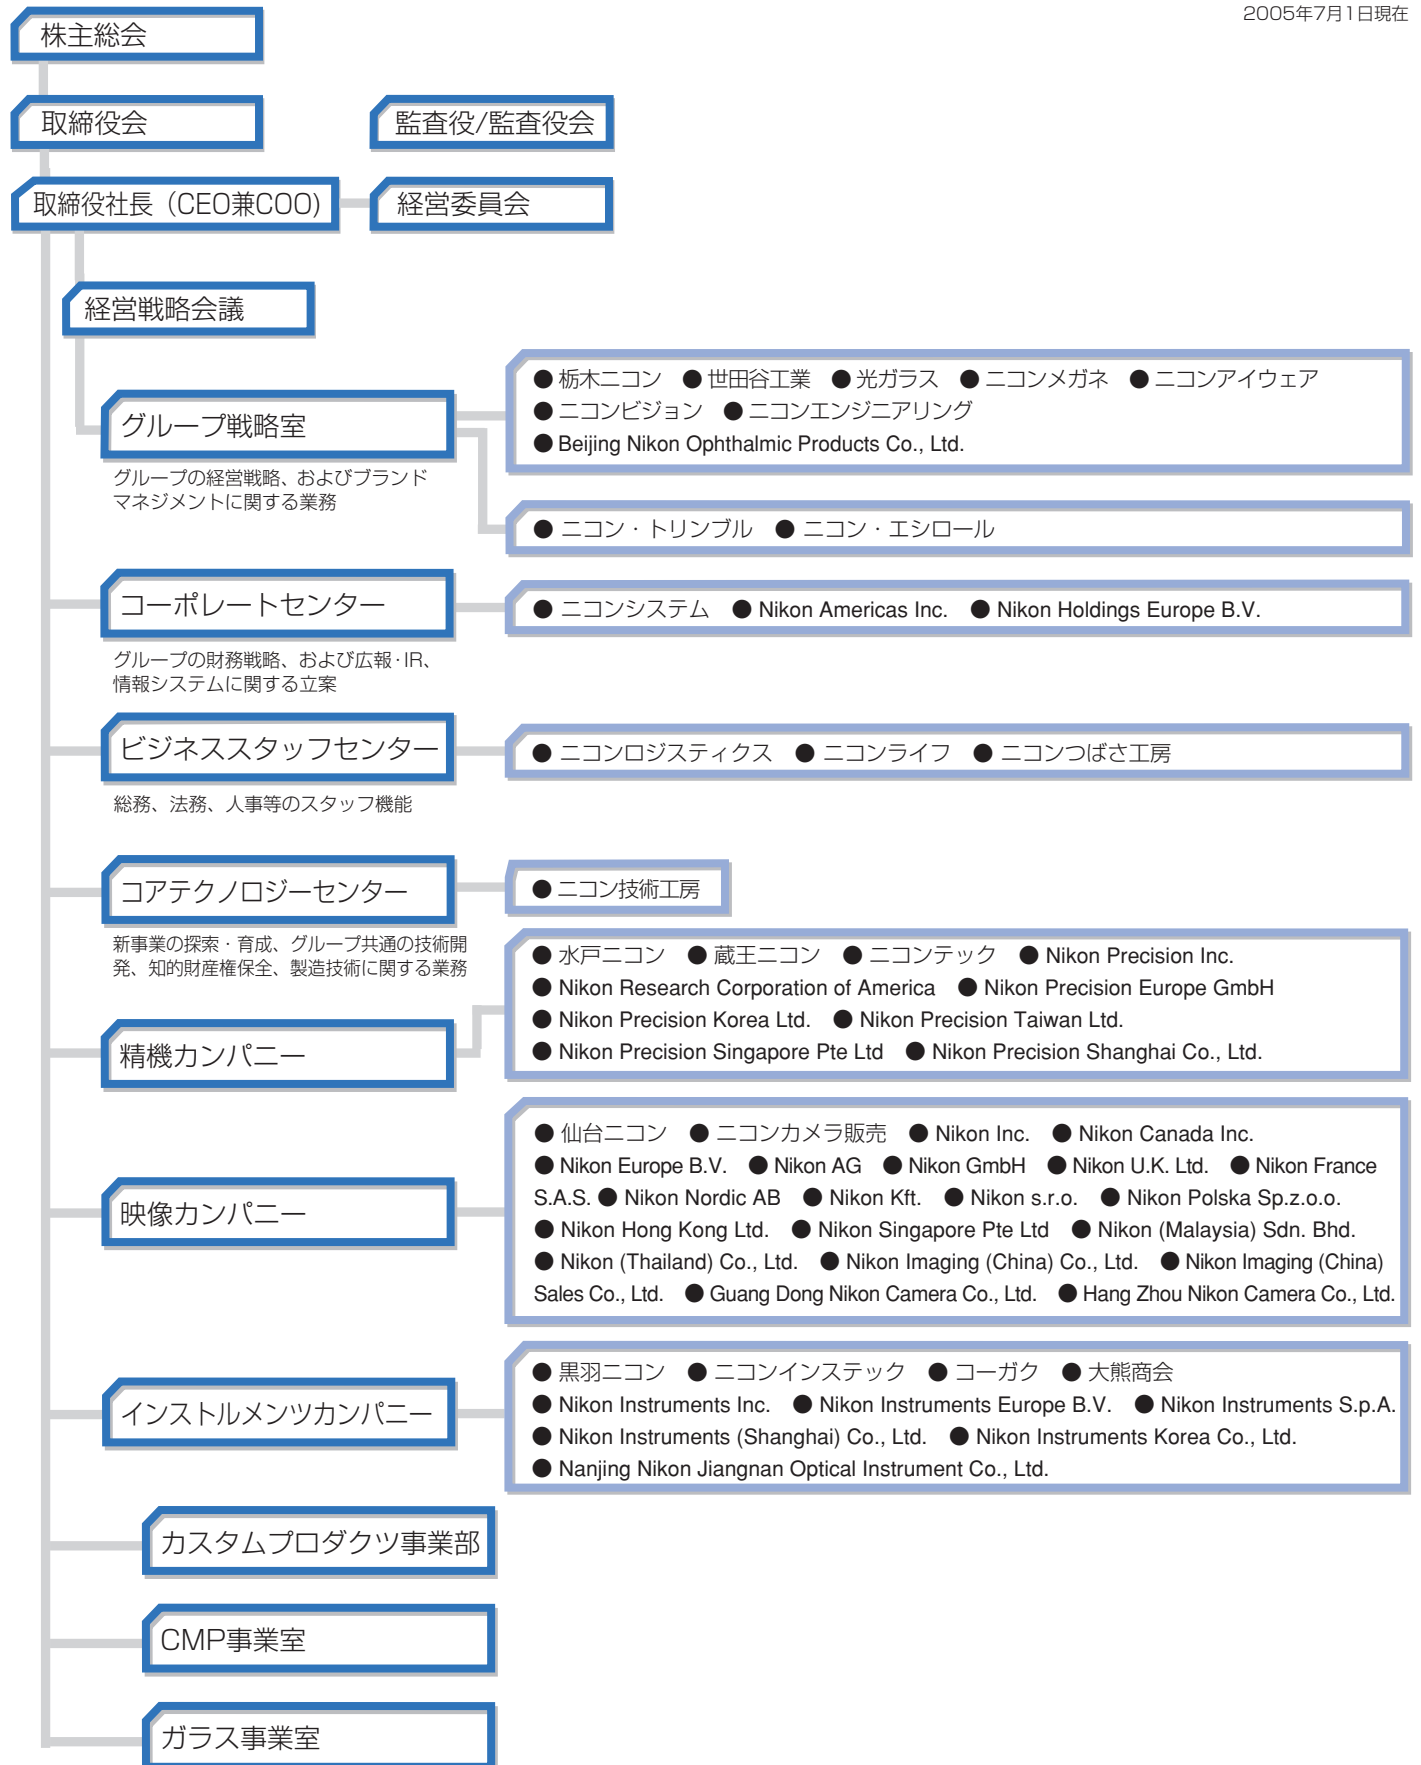 2005年7月1日現在
株主総会
取締役会
監査役/監査役会
取締役社長（CEO兼COO)
経営委員会
経営戦略会議
グループ戦略室
グループの経営戦略、およびブランド
マネジメントに関する業務
● 栃木ニコン ● 世田谷工業 ● 光ガラス ● ニコンメガネ ● ニコンアイウェア
● ニコンビジョン ● ニコンエンジニアリング
● Beijing Nikon Ophthalmic Products Co., Ltd.
● ニコン・トリンブル ● ニコン・エシロール
コーポレートセンター
グループの財務戦略、および広報・IR、
情報システムに関する立案
● ニコンシステム ● Nikon Americas Inc. ● Nikon Holdings Europe B.V.
ビジネススタッフセンター
総務、法務、人事等のスタッフ機能
● ニコンロジスティクス ● ニコンライフ ● ニコンつばさ工房
コアテクノロジーセンター
新事業の探索・育成、グループ共通の技術開
発、知的財産権保全、製造技術に関する業務
● ニコン技術工房
精機カンパニー
● 水戸ニコン ● 蔵王ニコン ● ニコンテック ● Nikon Precision Inc.
● Nikon Research Corporation of America ● Nikon Precision Europe GmbH
● Nikon Precision Korea Ltd. ● Nikon Precision Taiwan Ltd.
● Nikon Precision Singapore Pte Ltd ● Nikon Precision Shanghai Co., Ltd.
映像カンパニー
● 仙台ニコン ● ニコンカメラ販売 ● Nikon Inc. ● Nikon Canada Inc.
● Nikon Europe B.V. ● Nikon AG ● Nikon GmbH ● Nikon U.K. Ltd. ● Nikon France
S.A.S. ● Nikon Nordic AB ● Nikon Kft. ● Nikon s.r.o. ● Nikon Polska Sp.z.o.o.
● Nikon Hong Kong Ltd. ● Nikon Singapore Pte Ltd ● Nikon (Malaysia) Sdn. Bhd.
● Nikon (Thailand) Co., Ltd. ● Nikon Imaging (China) Co., Ltd. ● Nikon Imaging (China)
Sales Co., Ltd. ● Guang Dong Nikon Camera Co., Ltd. ● Hang Zhou Nikon Camera Co., Ltd.
インストルメンツカンパニー
● 黒羽ニコン ● ニコンインステック ● コーガク ● 大熊商会
● Nikon Instruments Inc. ● Nikon Instruments Europe B.V. ● Nikon Instruments S.p.A.
● Nikon Instruments (Shanghai) Co., Ltd. ● Nikon Instruments Korea Co., Ltd.
● Nanjing Nikon Jiangnan Optical Instrument Co., Ltd.
カスタムプロダクツ事業部
CMP事業室
ガラス事業室